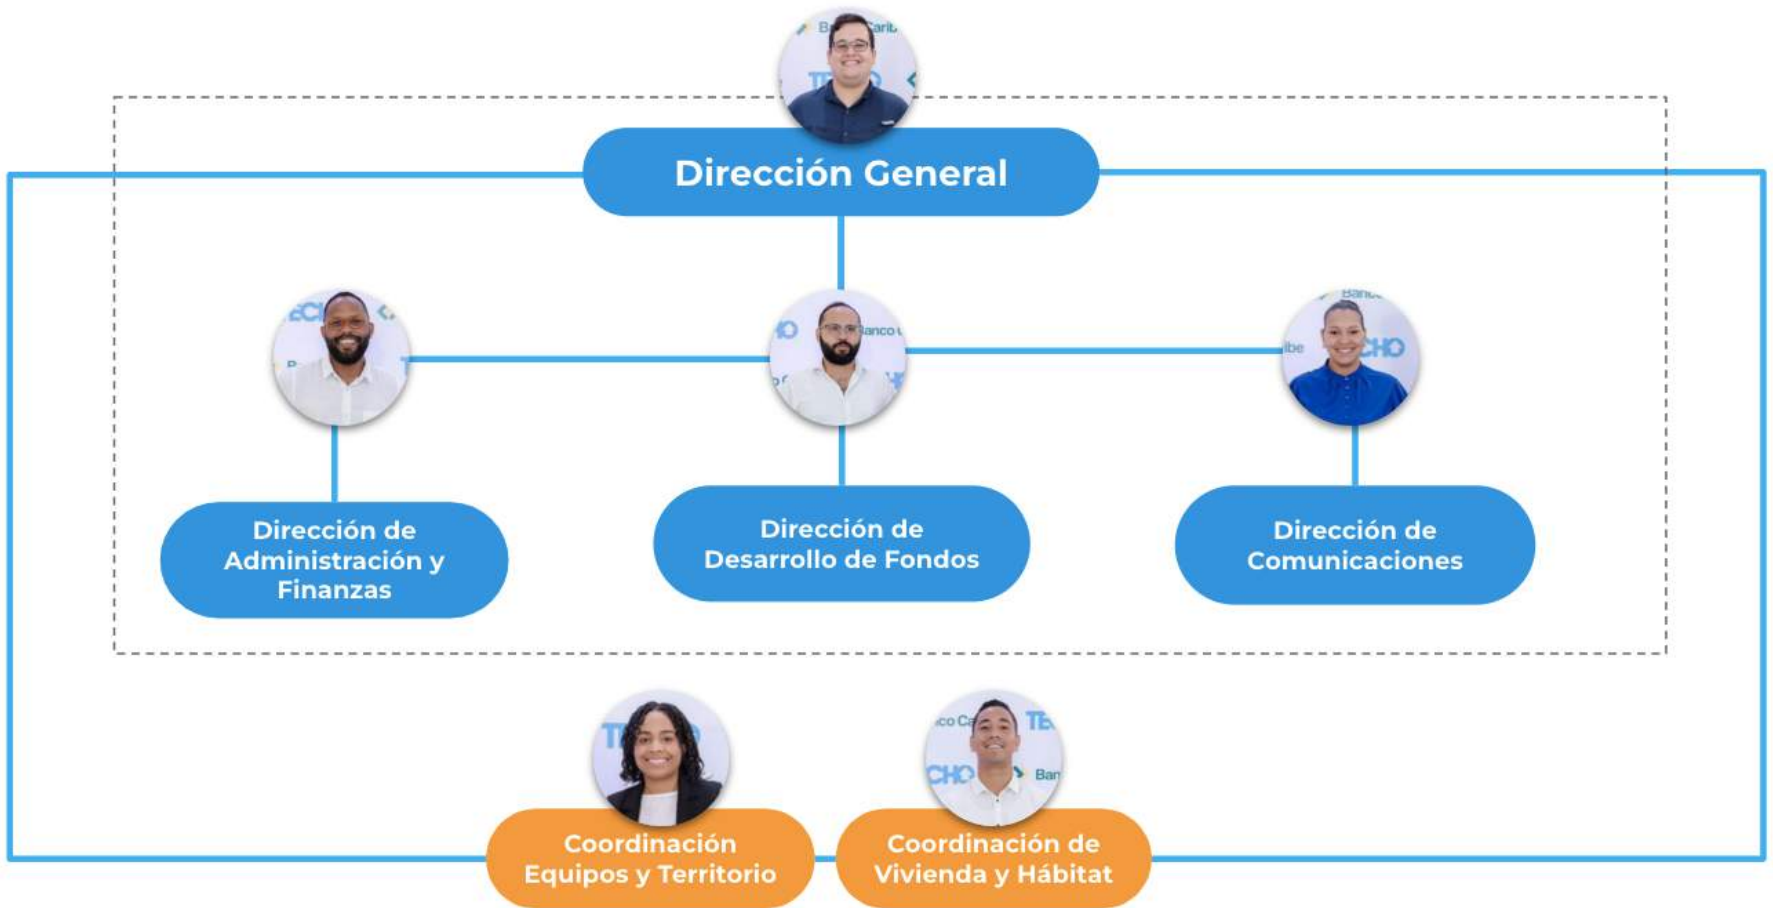 Dirección General
Dirección de
Administración y
Finanzas
Dirección de
Desarrollo de Fondos
Dirección de
Comunicaciones
Coordinación
Equipos y Territorio
Coordinación de
Vivienda y Hábitat